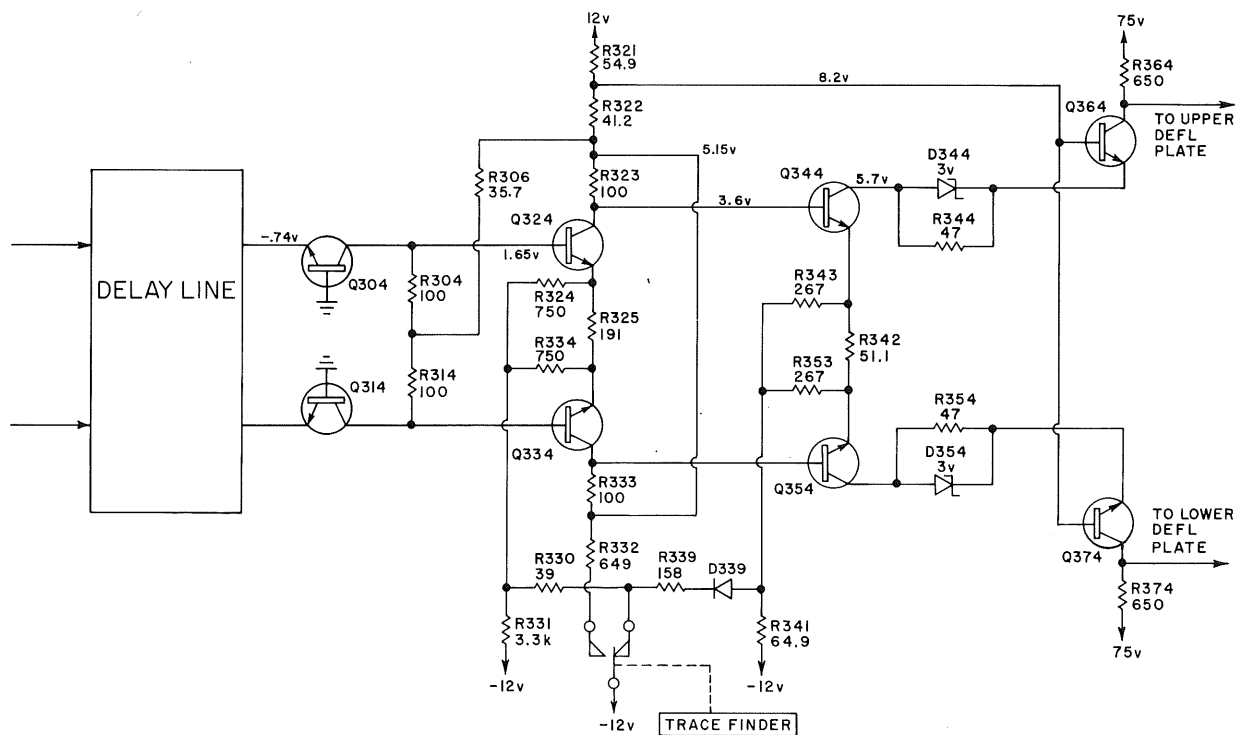 12v
R321
54.9
8.2v
R322
41.2
5.15v
R323
100
R306
35.7
3.6v
Q324
1.65v
-.74v
Q304
DELAY LINE
R304
100
R314
100
Q314
R324
750
R325
191
R334
750
Q334
R333
100
R332
649
R330
39
R331
3.3k
-12v
-12v
TRACE FINDER
R339
158
D339
R341
64.9
-12v
Q344
5.7v
D344
3v
R344
47
R343
267
R342
51.1
R353
267
Q354
R354
47
D354
3v
75v
R364
650
Q364
TO UPPER
DEFL
PLATE
TO LOWER
DEFL
PLATE
Q374
R374
650
75v